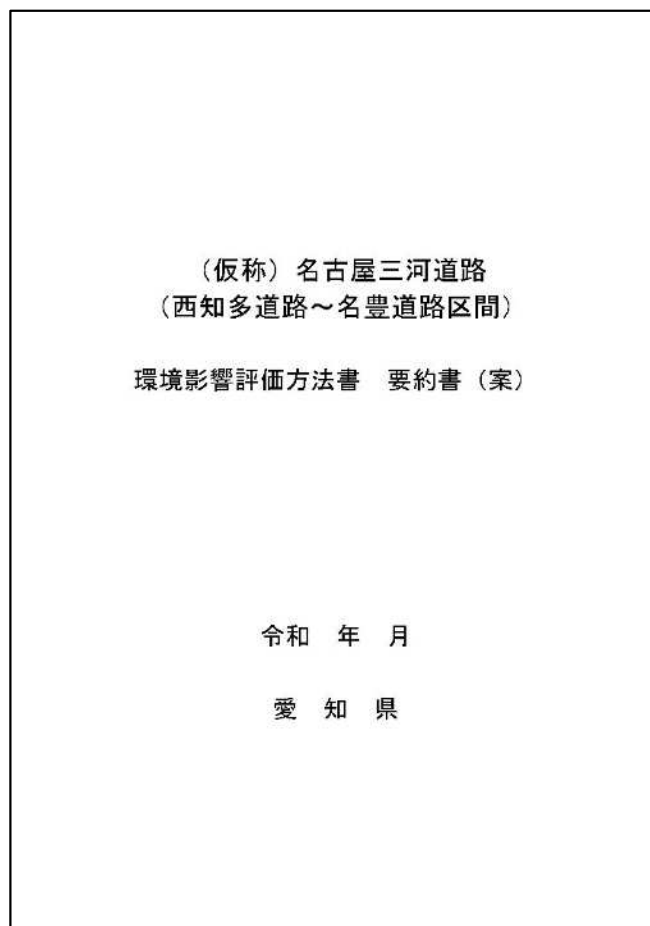 （仮称）名古屋三河道路
（西知多道路～名豊道路区間）
環境影響評価方法書　要約書（案）
令和　年　月
愛　知　県